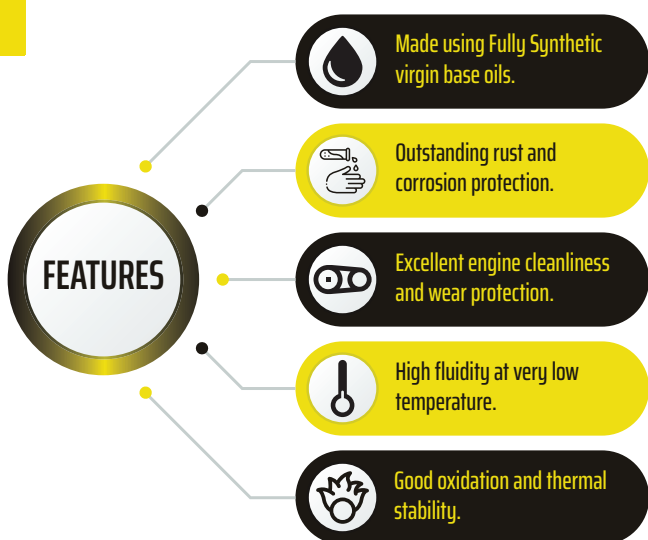 Made using Fully Synthetic
virgin base oils.
Outstanding rust and
corrosion protection.
FEATURES
Excellent engine cleanliness
and wear protection.
High fluidity at very low
temperature.
Good oxidation and thermal
stability.